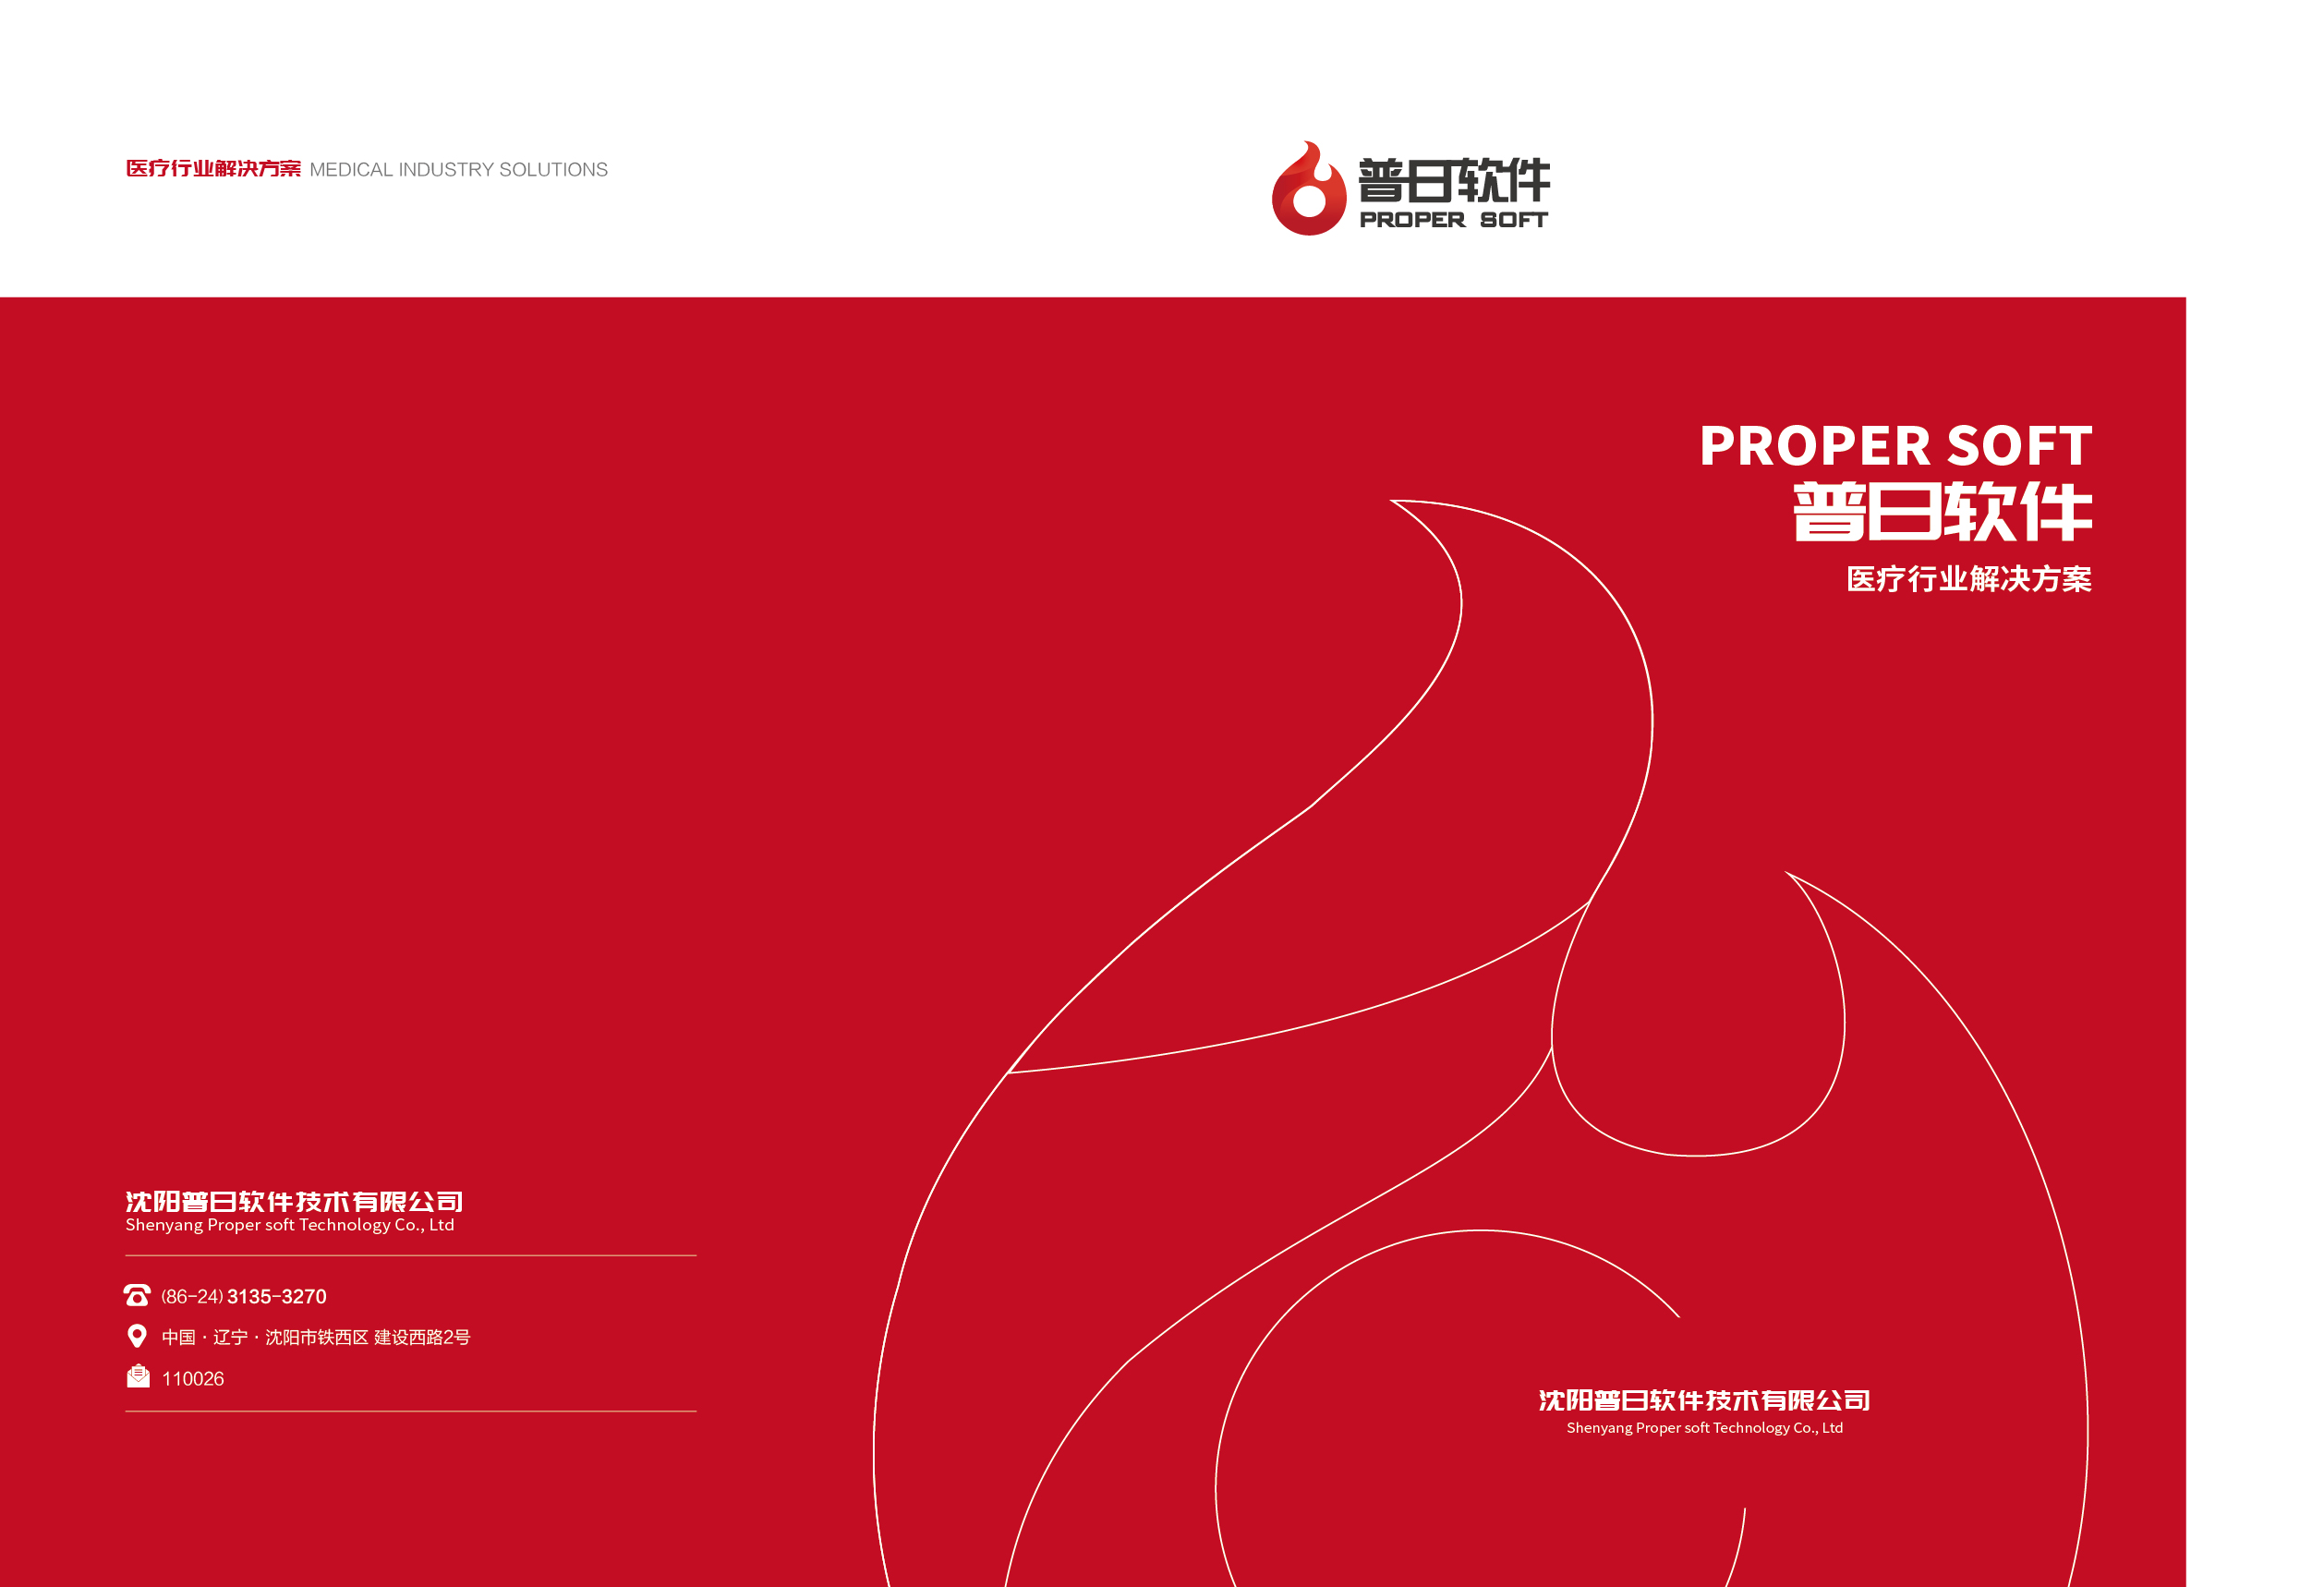 医疗行业解决方案 MEDICAL INDUSTRY SOLUTIONS
普日软件
PROPER SOFT
PROPER SOFT
普日软件
医疗行业解决方案
沈阳普日软件技术有限公司
Shenyang Proper soft Technology Co., Ltd
(86-24) 3135-3270
中国·辽宁·沈阳市铁西区 建设西路2号
110026
沈阳普日软件技术有限公司
Shenyang Proper soft Technology Co., Ltd